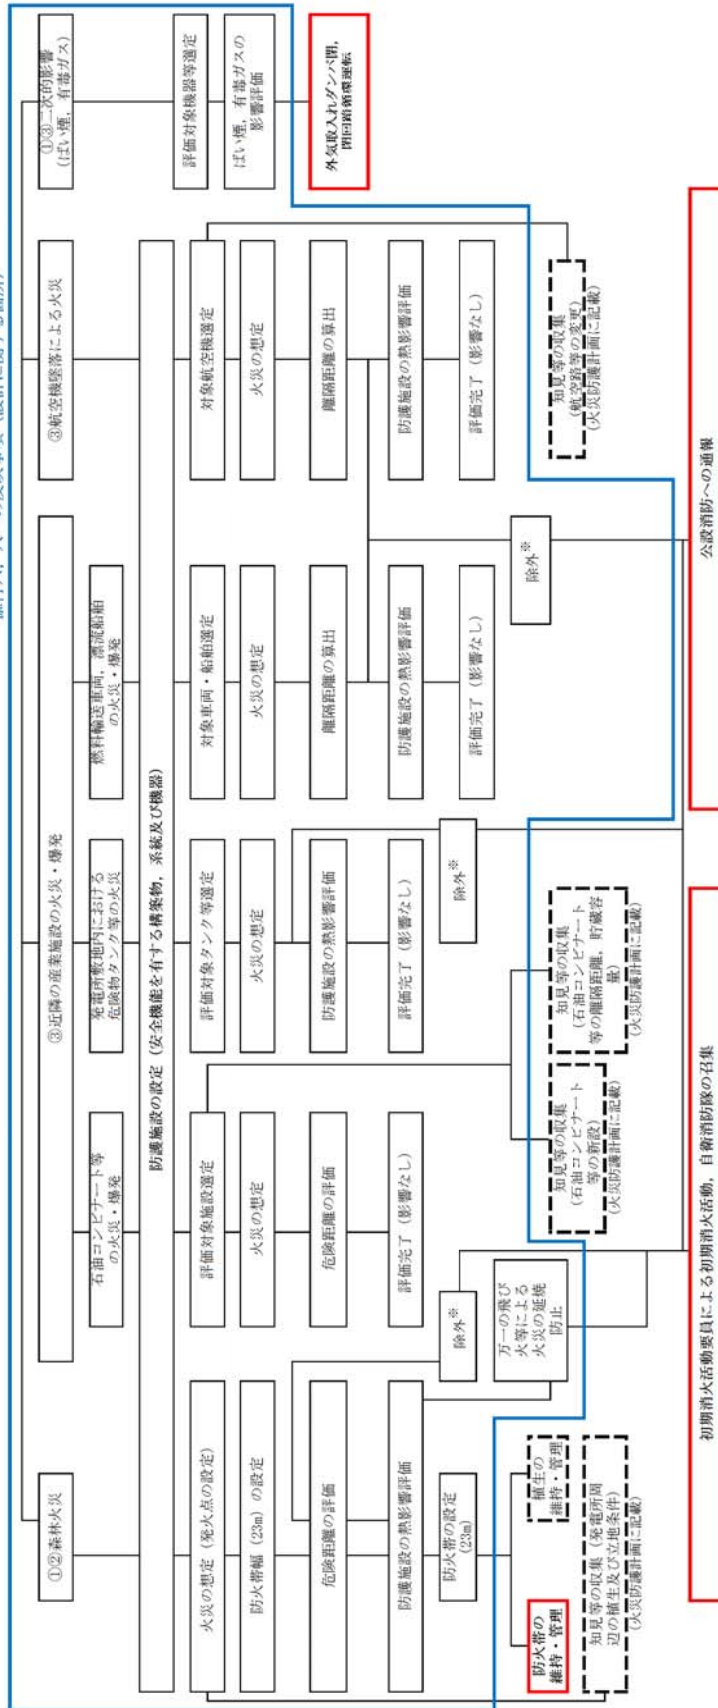 ①②森林火災
③近隣の産業施設の火災・爆発
③航空機墜落による火災
①③二次的影響
(ばい煙，有毒ガス)
石油コンビナート等
の火災・爆発
発電所敷地内における
危険物タンク等の火災
燃料輸送車両，漂流船舶
の火災・爆発
防護施設の設定（安全機能を有する構築物，系統及び機器）
火災の想定（発火点の設定）
評価対象施設選定
評価対象タンク等選定
対象車両・船舶選定
対象航空機選定
評価対象機器等選定
防火帯幅（23m）の設定
火災の想定
火災の想定
火災の想定
火災の想定
ばい煙，有毒ガスの
影響評価
危険距離の評価
危険距離の評価
防護施設の熱影響評価
離隔距離の算出
離隔距離の算出
外気取入れダンパ閉，
閉回路循環運転
防護施設の熱影響評価
評価完了（影響なし）
評価完了（影響なし）
防護施設の熱影響評価
防護施設の熱影響評価
防火帯の設定
(23m)
除外※
除外※
評価完了（影響なし）
評価完了（影響なし）
除外※
万一の飛び
火等による
火災の延焼
防止
防火帯の
維持・管理
植生の
維持・管理
知見等の収集（発電所周
辺の植生及び立地条件）
(火災防護計画に記載)
知見等の収集
(石油コンビナート
等の新設)
(火災防護計画に記載)
知見等の収集
(石油コンビナート
等の離隔距離，貯蔵容
量)
(火災防護計画に記載)
知見等の収集
(航空路等の変更)
(火災防護計画に記載)
初期消火活動要員による初期消火活動，自衛消防隊の召集
公設消防への通報